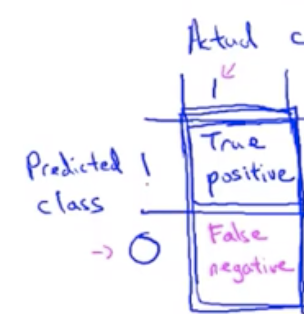 Actual c
1
Predicted 1
class
True
positive
0
False
negative